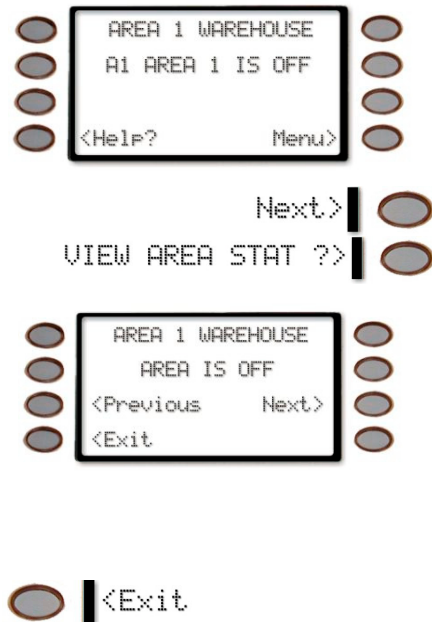 AREA 1 WAREHOUSE
A1 AREA 1 IS OFF
<Help? Menu>
Next>
VIEW AREA STAT ?>
AREA 1 WAREHOUSE
AREA IS OFF
<Previous Next>
<Exit
<Exit